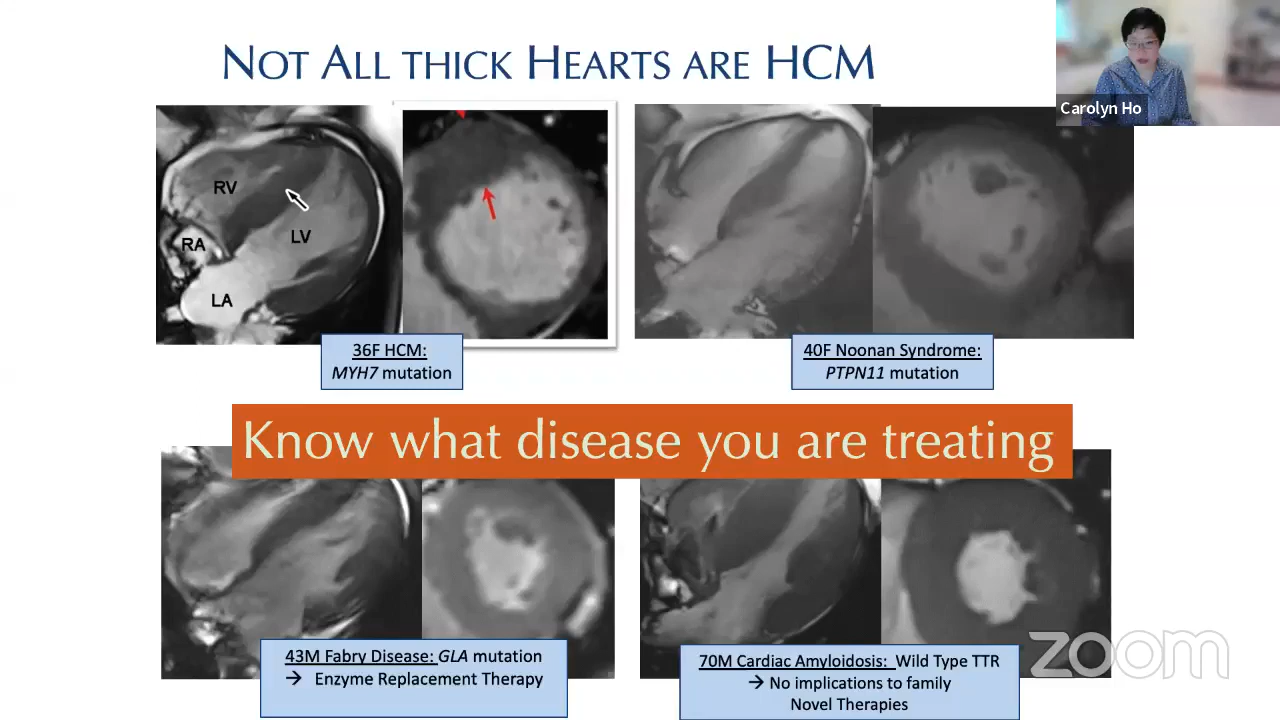 NOT ALL THICK HEARTS ARE HCM
Carolyn Ho
RV
RA
LV
LA
36F HCM:
MYH7 mutation
40F Noonan Syndrome:
PTPN11 mutation
Know what disease you are treating
43M Fabry Disease: GLA mutation
→ Enzyme Replacement Therapy
70M Cardiac Amyloidosis: Wild Type TTR
→ No implications to family
Novel Therapies
zoom